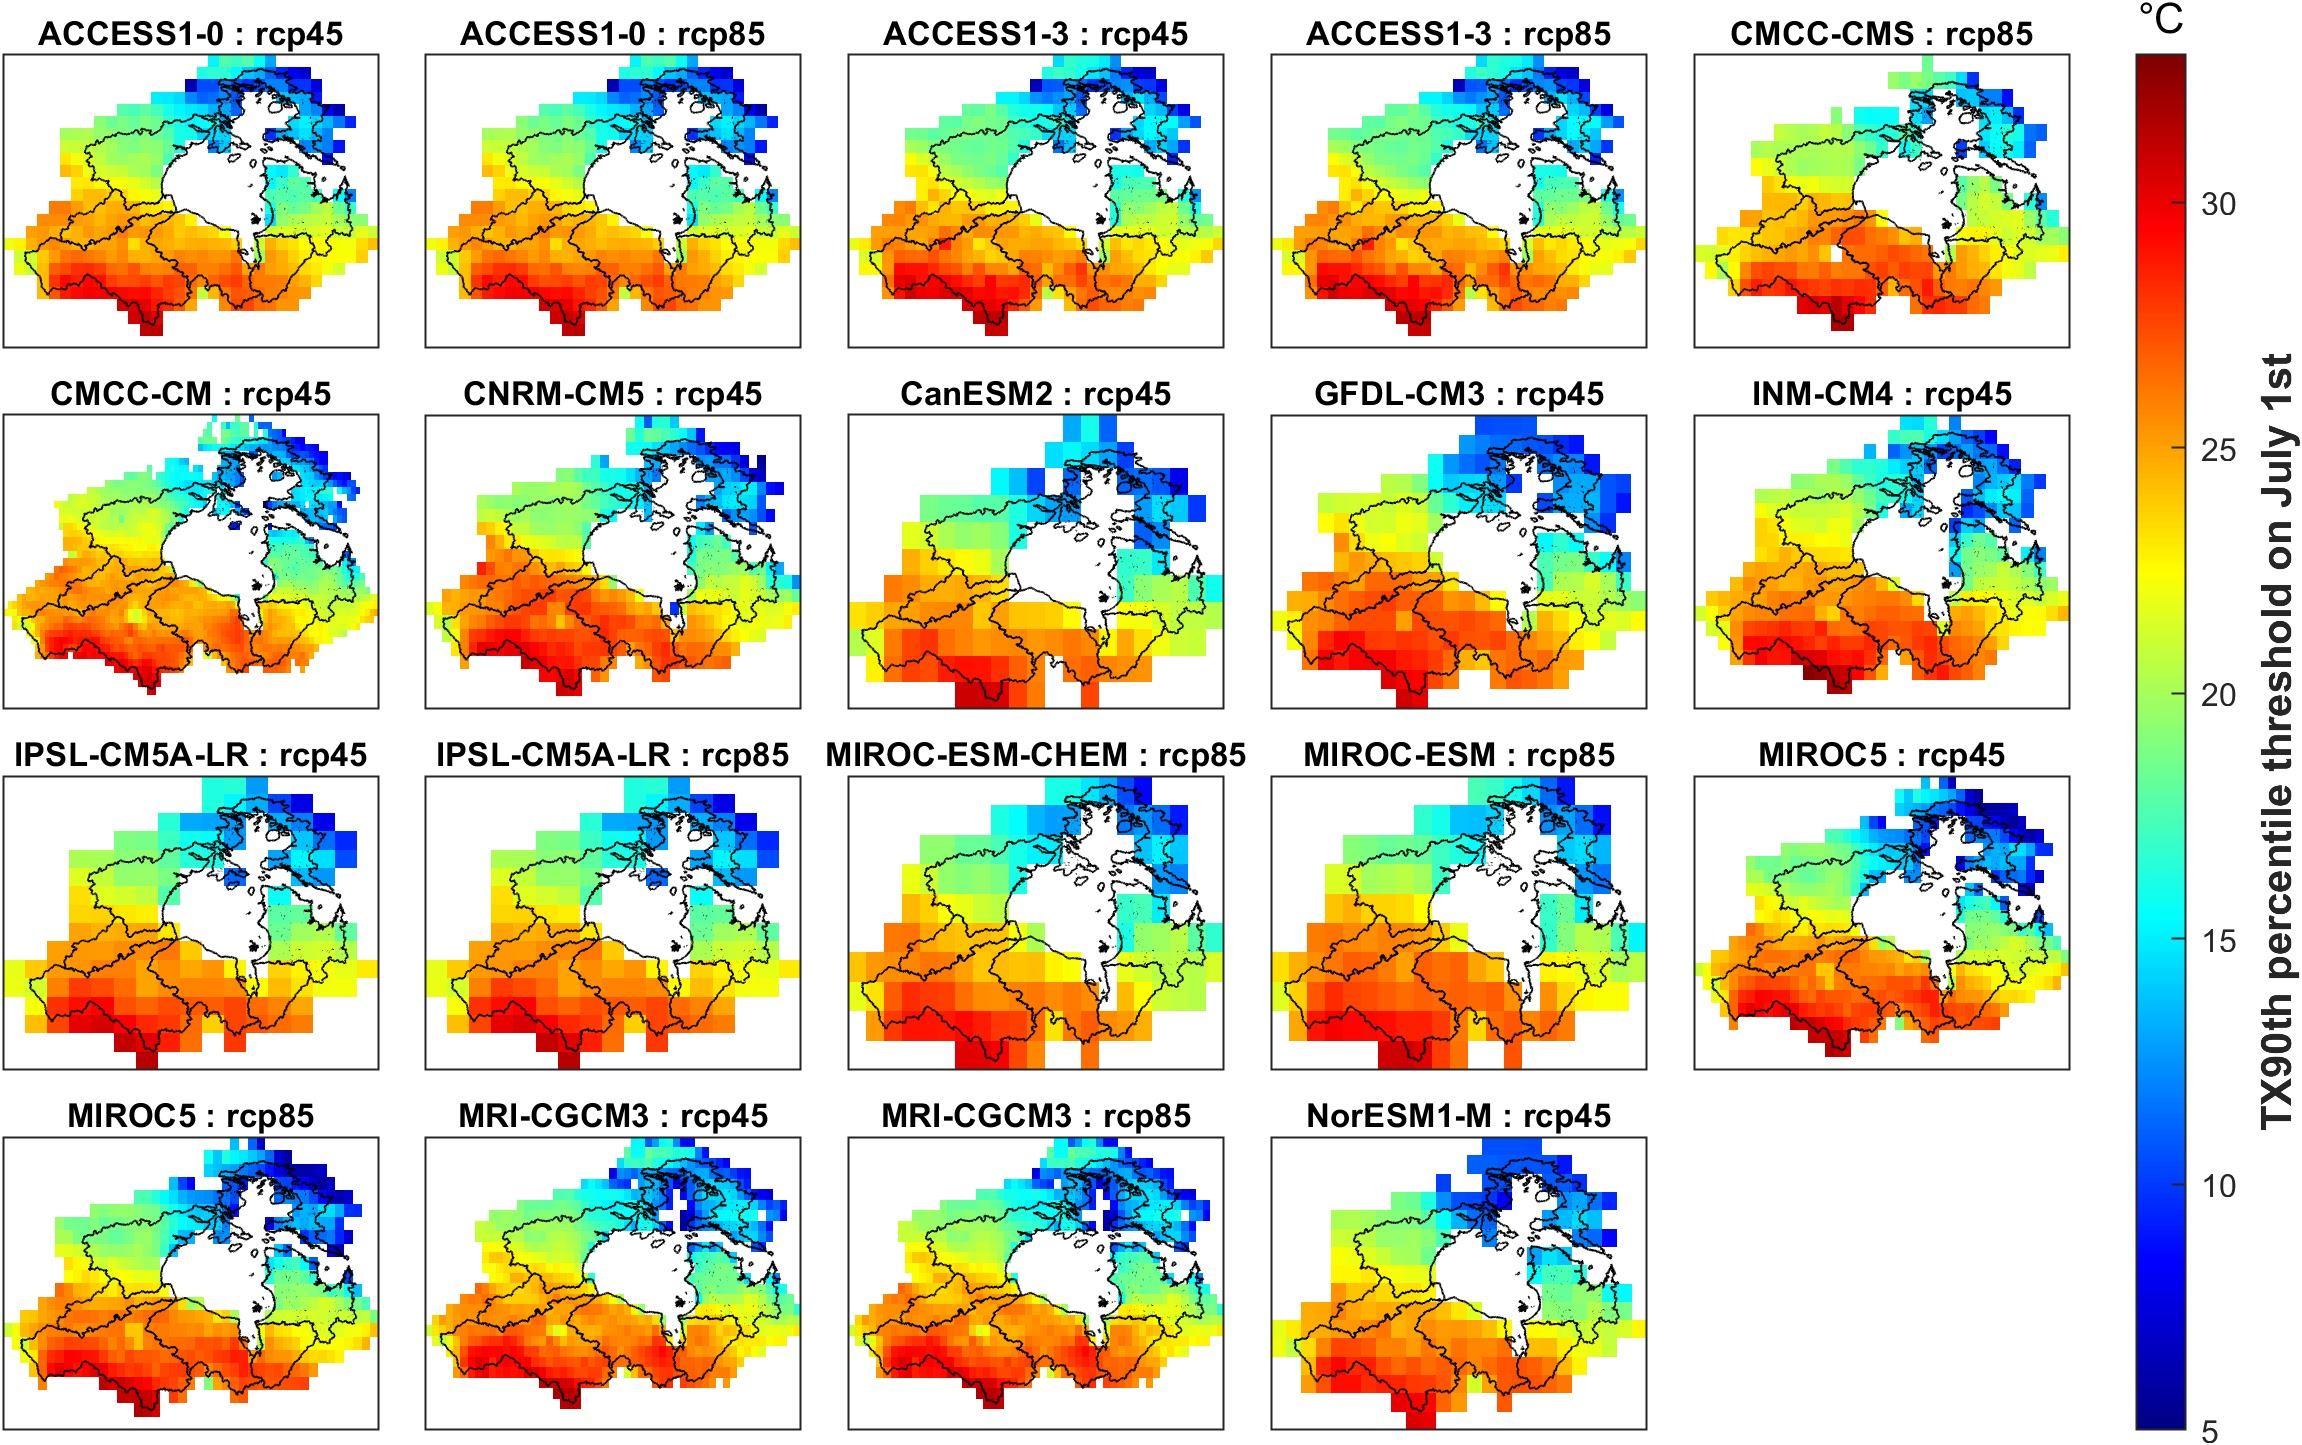 ACCESS1-0 : rcp45
ACCESS1-0 : rcp85
ACCESS1-3 : rcp45
ACCESS1-3 : rcp85
CMCC-CMS : rcp85
°C
CMCC-CM : rcp45
CNRM-CM5 : rcp45
CanESM2 : rcp45
GFDL-CM3 : rcp45
INM-CM4 : rcp45
IPSL-CM5A-LR : rcp45
IPSL-CM5A-LR : rcp85
MIROC-ESM-CHEM : rcp85
MIROC-ESM : rcp85
MIROC5 : rcp45
MIROC5 : rcp85
MRI-CGCM3 : rcp45
MRI-CGCM3 : rcp85
NorESM1-M : rcp45
30
25
20
15
10
5
TX90th percentile threshold on July 1st